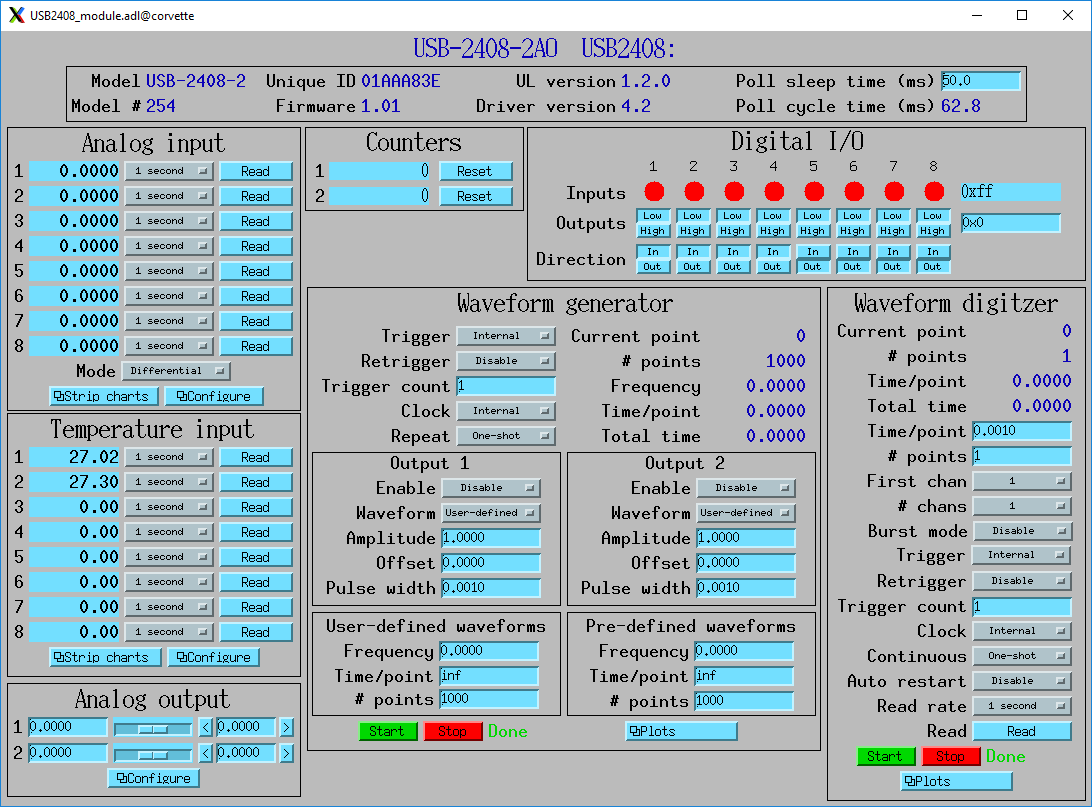 USB2408_module.adl@corvette
USB-2408-2AO USB2408:
Model USB-2408-2 Unique ID 01AAA83E UL version 1.2.0 Poll sleep time (ms) 50.0
Model # 254 Firmware 1.01 Driver version 4.2 Poll cycle time (ms) 62.8
Analog input
1 0.0000 1 second Read
2 0.0000 1 second Read
3 0.0000 1 second Read
4 0.0000 1 second Read
5 0.0000 1 second Read
6 0.0000 1 second Read
7 0.0000 1 second Read
8 0.0000 1 second Read
Mode Differential
Strip charts Configure
Temperature input
1 27.02 1 second Read
2 27.30 1 second Read
3 0.00 1 second Read
4 0.00 1 second Read
5 0.00 1 second Read
6 0.00 1 second Read
7 0.00 1 second Read
8 0.00 1 second Read
Strip charts Configure
Analog output
1 0.0000 < 0.0000 >
2 0.0000 < 0.0000 >
Configure
Counters
1 0 Reset
2 0 Reset
Digital I/O
1 2 3 4 5 6 7 8
Inputs 0xff
Outputs Low Low Low Low Low Low Low Low 0x0
High High High High High High High High
Direction In In In In In In In In
Out Out Out Out Out Out Out Out
Waveform generator
Trigger Internal Current point 0
Retrigger Disable # points 1000
Trigger count 1 Frequency 0.0000
Clock Internal Time/point 0.0000
Repeat One-shot Total time 0.0000
Output 1
Enable Disable
Waveform User-defined
Amplitude 1.0000
Offset 0.0000
Pulse width 0.0010
Output 2
Enable Disable
Waveform User-defined
Amplitude 1.0000
Offset 0.0000
Pulse width 0.0010
User-defined waveforms
Frequency 0.0000
Time/point inf
# points 1000
Pre-defined waveforms
Frequency 0.0000
Time/point inf
# points 1000
Start Stop Done Plots
Waveform digitzer
Current point 0
# points 1
Time/point 0.0000
Total time 0.0000
Time/point 0.0010
# points 1
First chan 1
# chans 1
Burst mode Disable
Trigger Internal
Retrigger Disable
Trigger count 1
Clock Internal
Continuous One-shot
Auto restart Disable
Read rate 1 second
Read Read
Start Stop Done
Plots